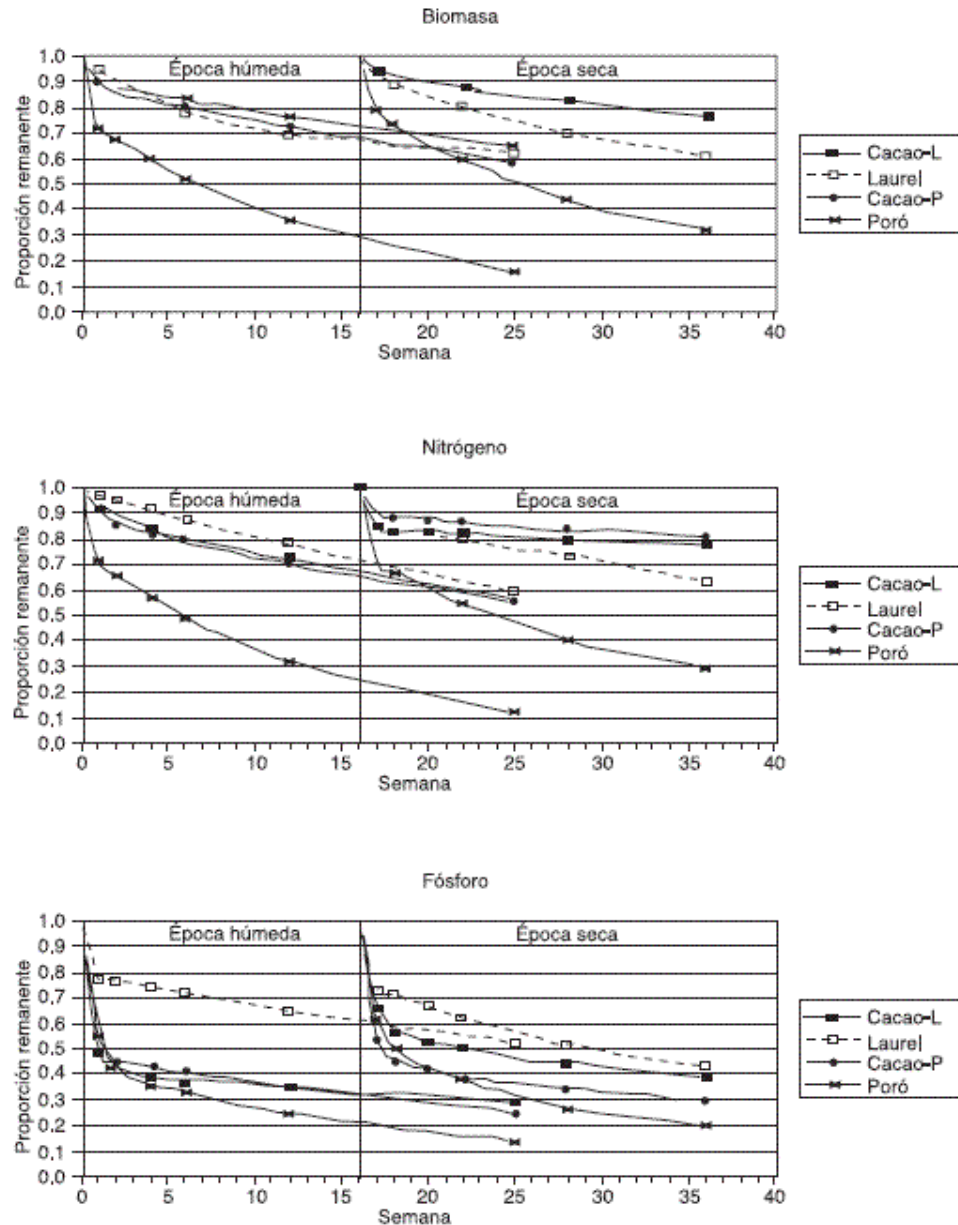 Biomasa
Proporción remanente
1.0
0.9
0.8
0.7
0.6
0.5
0.4
0.3
0.2
0.1
0.0
Época húmeda
Época seca
0 5 10 15 20 25 30 35 40
Semana
Cacao-L
Laurel
Cacao-P
Poró
Nitrógeno
Proporción remanente
1.0
0.9
0.8
0.7
0.6
0.5
0.4
0.3
0.2
0.1
0.0
Época húmeda
Época seca
0 5 10 15 20 25 30 35 40
Semana
Cacao-L
Laurel
Cacao-P
Poró
Fósforo
Proporción remanente
1.0
0.9
0.8
0.7
0.6
0.5
0.4
0.3
0.2
0.1
0.0
Época húmeda
Época seca
0 5 10 15 20 25 30 35 40
Semana
Cacao-L
Laurel
Cacao-P
Poró